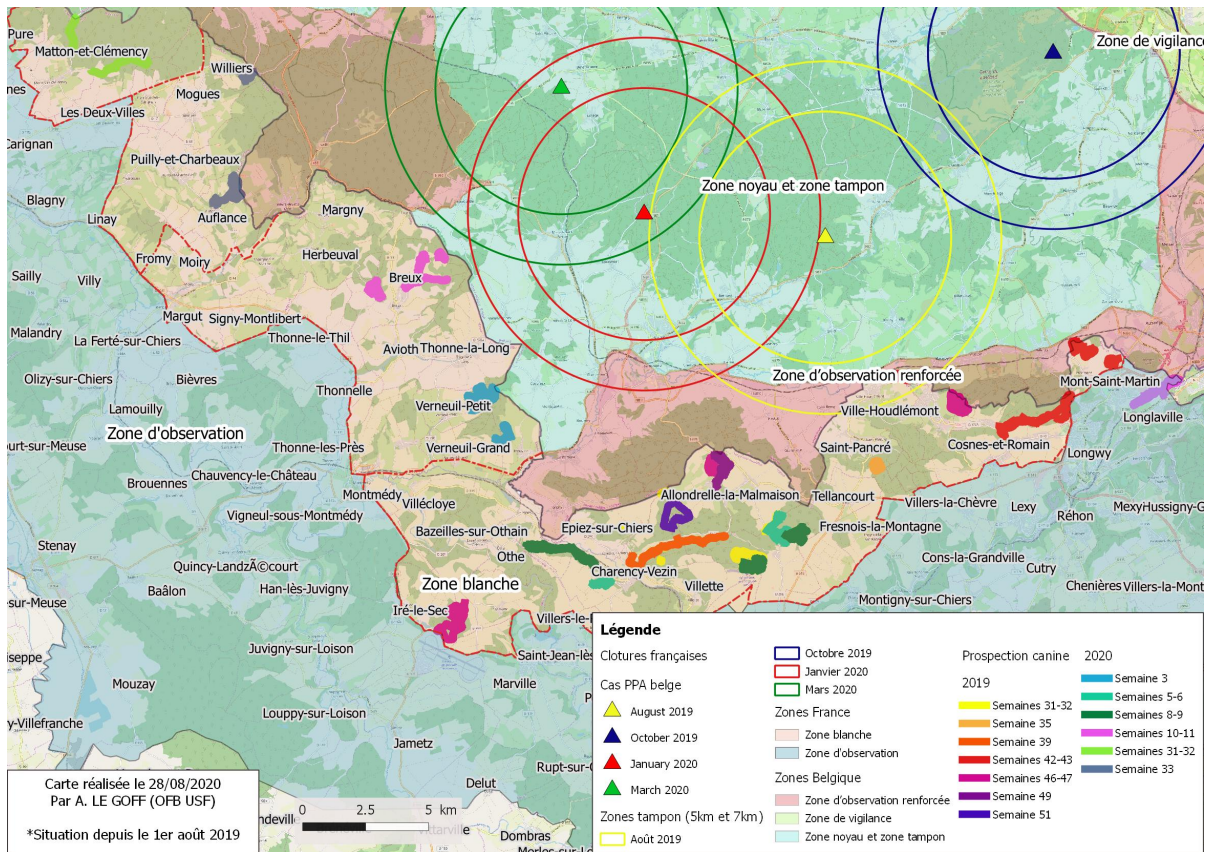 Pure
Matton-et-Clémency
Williers
Mogues
Les Deux-Villes
Carignan
Puilly-et-Charbeaux
Blagny
Auflance
Linay
Margny
Fromy
Moiry
Herbeuval
Breux
Sailly
Villy
Margut
Signy-Montlibert
Malandry
La Ferté-sur-Chiers
Thonne-le-Thil
Avioth
Thonne-la-Long
Olizy-sur-Chiers
Bièvres
Thonnelle
Lamouilly
Verneuil-Petit
Zone d'observation
Thonne-les-Près
Verneuil-Grand
Chauvency-le-Château
Brouennes
Montmédy
Villécloye
Vigneul-sous-Montmédy
Bazeilles-sur-Othain
Stenay
Othe
Quincy-LandzÃ©court
Zone blanche
Baâlon
Han-lès-Juvigny
Iré-le-Sec
Juvigny-sur-Loison
Mouzay
Marville
Louppy-sur-Loison
Jametz
Delut
Dombras
Zone de vigilance
Zone noyau et zone tampon
Zone d'observation renforcée
Mont-Saint-Martin
Ville-Houdlémont
Longlaville
Saint-Pancré
Cosnes-et-Romain
Longwy
Allondrelle-la-Malmaison
Tellancourt
Villers-la-Chèvre
Lexy
Réhon
Epiez-sur-Chiers
Fresnois-la-Montagne
Cons-la-Grandville
Cutry
Charency-Vezin
Villette
Chenières
Montigny-sur-Chiers
Légende
Clotures françaises
Cas PPA belge
August 2019
October 2019
January 2020
March 2020
Zones tampon (5km et 7km)
Août 2019
Octobre 2019
Janvier 2020
Mars 2020
Zones France
Zone blanche
Zone d'observation
Zones Belgique
Zone d'observation renforcée
Zone de vigilance
Zone noyau et zone tampon
Prospection canine
2019
Semaines 31-32
Semaine 35
Semaine 39
Semaines 42-43
Semaines 46-47
Semaine 49
Semaine 51
2020
Semaine 3
Semaines 5-6
Semaines 8-9
Semaines 10-11
Semaines 31-32
Semaine 33
Carte réalisée le 28/08/2020
Par A. LE GOFF (OFB USF)
*Situation depuis le 1er août 2019
0 2.5 5 km